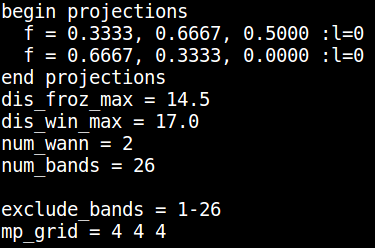 begin projections
  f = 0.3333, 0.6667, 0.5000 :l=0
  f = 0.6667, 0.3333, 0.0000 :l=0
end projections
dis_froz_max = 14.5
dis_win_max = 17.0
num_wann = 2
num_bands = 26

exclude_bands = 1-26
mp_grid = 4 4 4